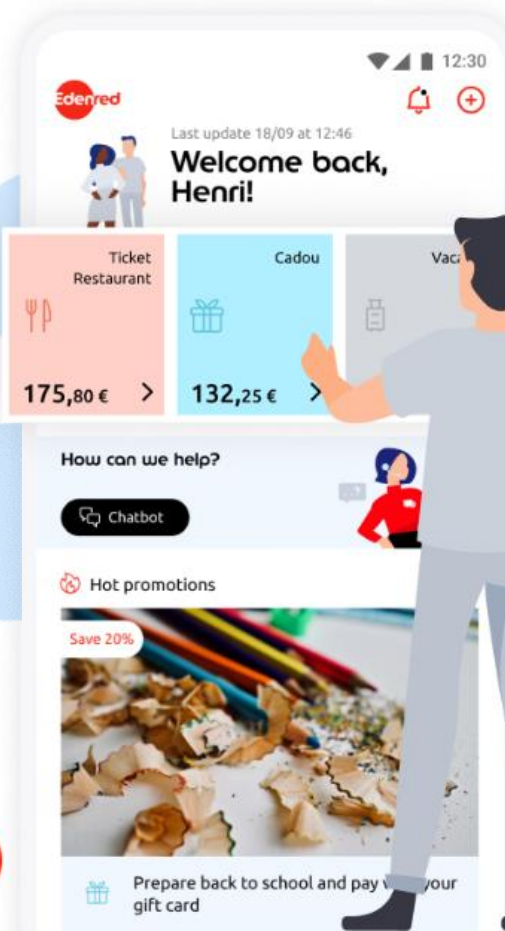 12:30
Edenred
Last update 18/09 at 12:46
Welcome back,
Henri!
Ticket
Restaurant
Cadou
175,80 €
132,25 €
How can we help?
Chatbot
Hot promotions
Save 20%
Prepare back to school and pay your
gift card